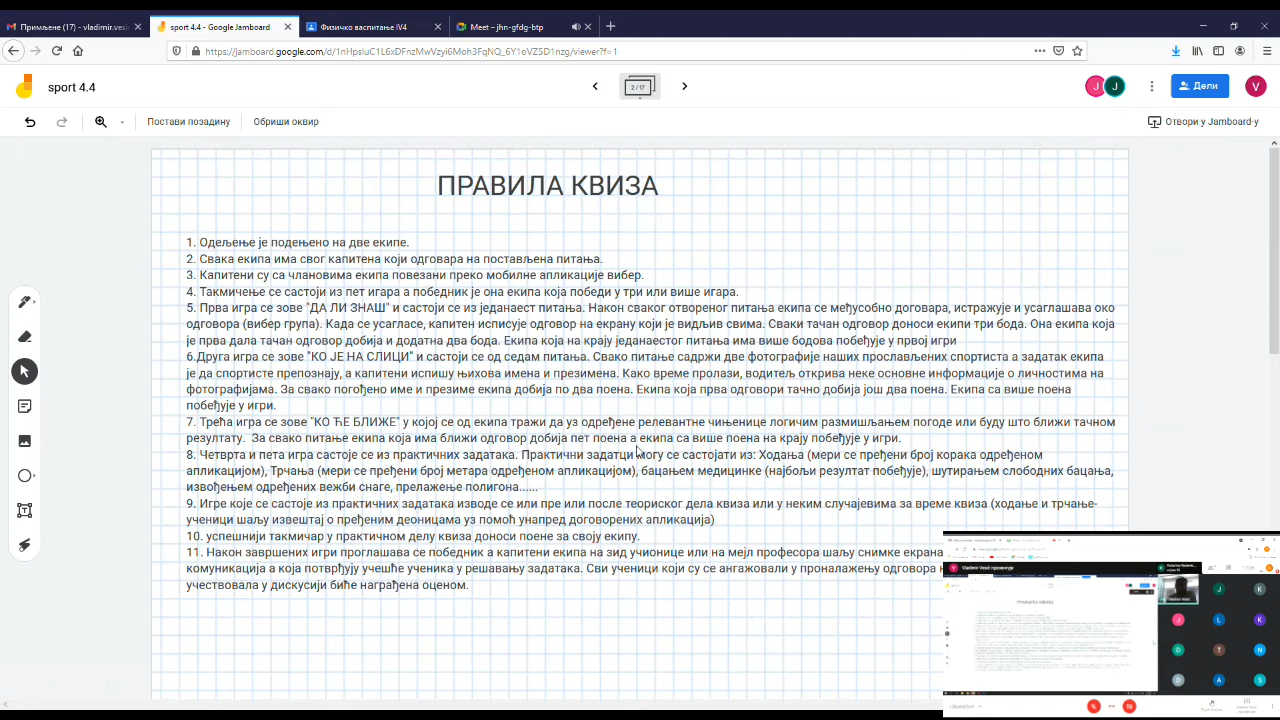 Примљене (17) - vladimir.vesi
sport 4.4 - Google Jamboard
Физичко васпитање IV4
Meet – jhn-gfdg-btp
https://jamboard.google.com/d/1nHpsluC1L6xDFnzMwVzyi6Moh3FqNQ_6Y1oVZ5D1nzg/viewer?f=1
sport 4.4
2 / 17
J J
Дели
V
Постави позадину
Обриши оквир
Отвори у Jamboard-у
ПРАВИЛА КВИЗА
1. Одељење је подењено на две екипе.
2. Свака екипа има свог капитена који одговара на постављена питања.
3. Капитени су са члановима екипа повезани преко мобилне апликације вибер.
4. Такмичење се састоји из пет игара а победник је она екипа која победи у три или више игара.
5. Прва игра се зове "ДА ЛИ ЗНАШ" и састоји се из једанаест питања. Након сваког отвореног питања екипа се међусобно договара, истражује и усаглашава око
одговора (вибер група). Када се усагласе, капитен исписује одговор на екрану који је видљив свима. Сваки тачан одговор доноси екипи три бода. Она екипа која
је прва дала тачан одговор добија и додатна два бода. Екипа која на крају једанаестог питања има више бодова побеђује у првој игри
6.Друга игра се зове "КО ЈЕ НА СЛИЦИ" и састоји се од седам питања. Свако питање садржи две фотографије наших прослављених спортиста а задатак екипа
је да спортисте препознају, а капитени испишу њихова имена и презимена. Како време пролази, водитељ открива неке основне информације о личностима на
фотографијама. За свако погођено име и презиме екипа добија по два поена. Екипа која прва одговори тачно добија још два поена. Екипа са више поена
побеђује у игри.
7. Трећа игра се зове "КО ЋЕ БЛИЖЕ" у којој се од екипа тражи да уз одређене релевантне чињенице логичим размишљањем погоде или буду што ближи тачном
резултату. За свако питање екипа која има ближи одговор добија пет поена а екипа са више поена на крају побеђује у игри.
8. Четврта и пета игра састоје се из практичних задатака. Практични задатци могу се састојати из: Ходања (мери се пређени број корака одређеном
апликацијом), Трчања (мери се пређени број метара одређеном апликацијом), бацањем медицинке (најбољи резултат побеђује), шутирањем слободних бацања,
извођењем одређених вежби снаге, прелажење полигона......
9. Игре које се састоје из практичних задатака изводе се или пре или после теориског дела квиза или у неким случајевима за време квиза (ходање и трчање-
ученици шаљу извештај о пређеним деоницама уз помоћ унапред договорених апликација)
10. успешнији такмичар у практичном делу квиза доноси поене за своју екипу.
11. Након завршених игара проглашава се победник а капитени екипа на зид учионице или на мејл професора шаљу снимке екрана
комуникација који потврђују учешће ученика у решавању задатка. Сви ученици који су се ангажовали у проналажењу одговора
учествовала у дискусији биће награђена
Vladimir Vesić
J K
J L K
D T N
D A S